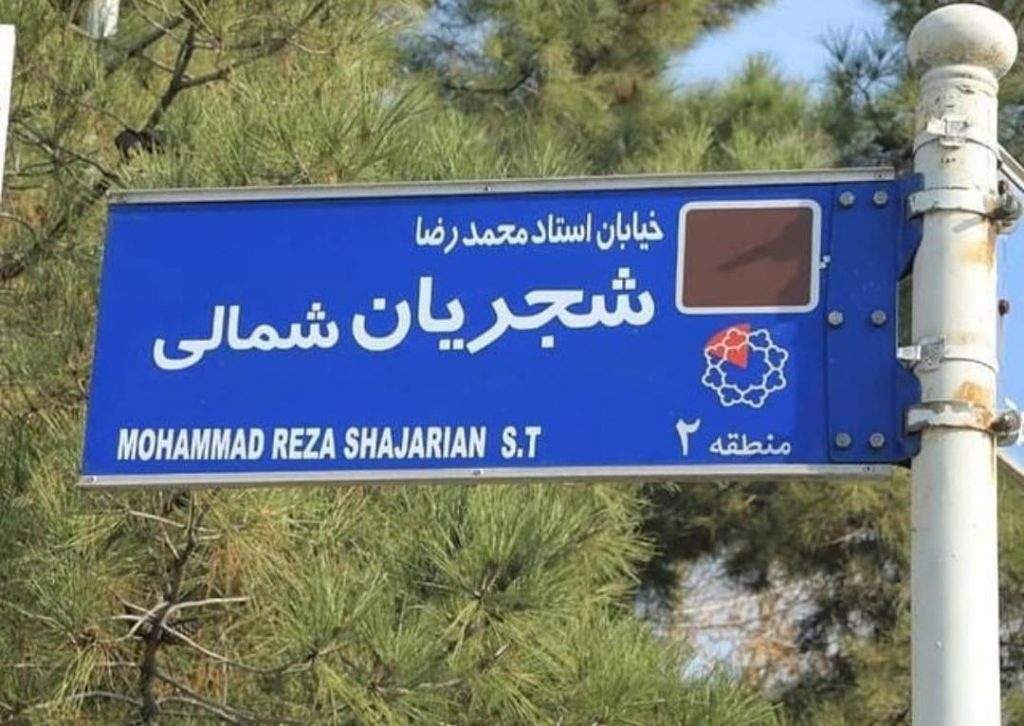 خیابان استاد محمد رضا
شجریان شمالی
MOHAMMAD REZA SHAJARIAN S.T
منطقه ۲